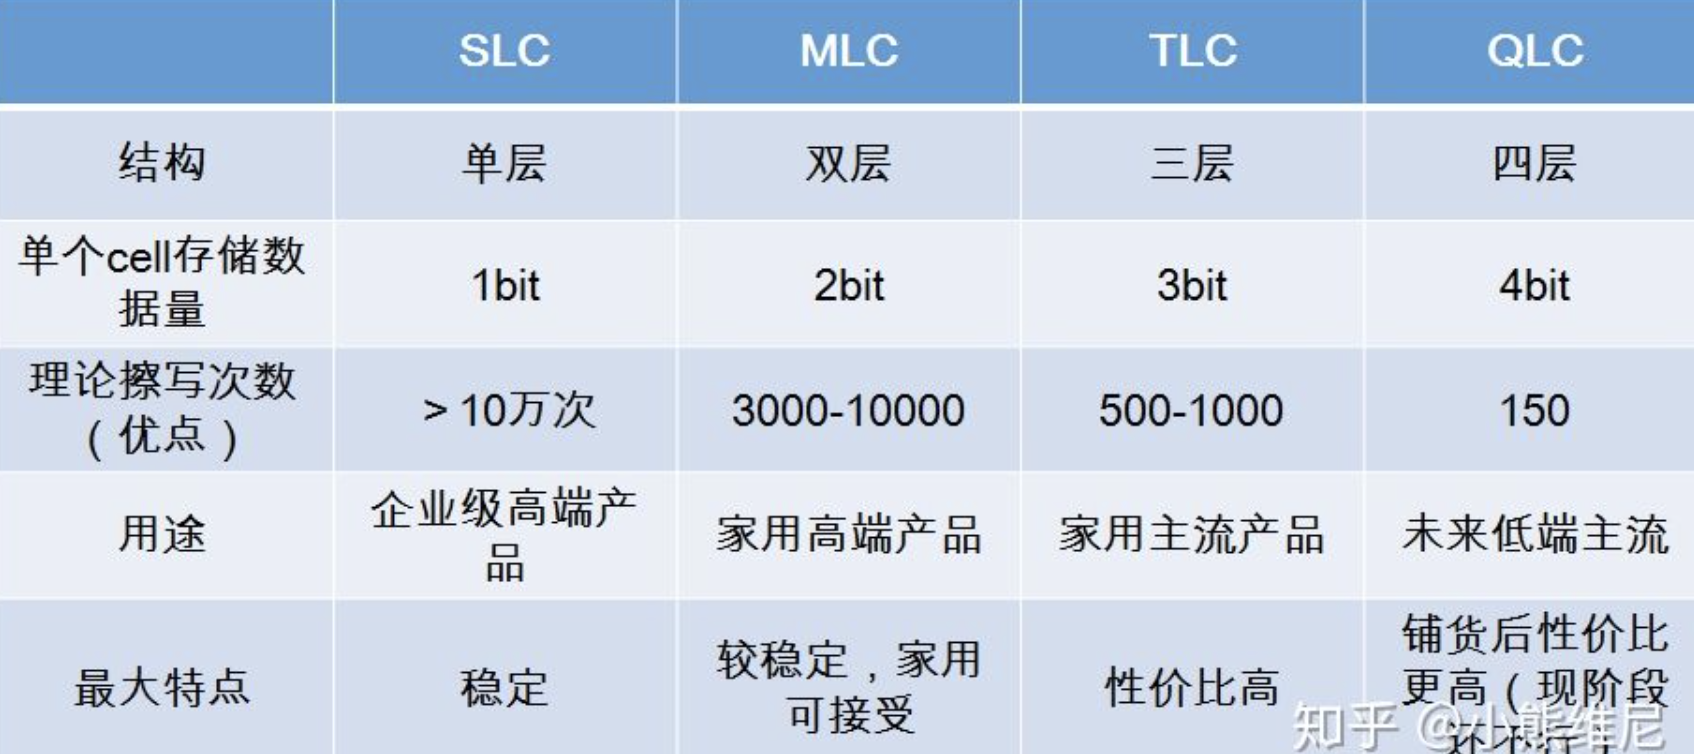 SLC MLC TLC QLC
结构 单层 双层 三层 四层
单个cell存储数
据量
1bit 2bit 3bit 4bit
理论擦写次数
（优点）
＞10万次 3000-10000 500-1000 150
用途
企业级高端产
品
家用高端产品 家用主流产品 未来低端主流
最大特点 稳定
较稳定，家用
可接受
性价比高
铺货后性价比
更高（现阶段
还不行）
知乎 @小熊维尼